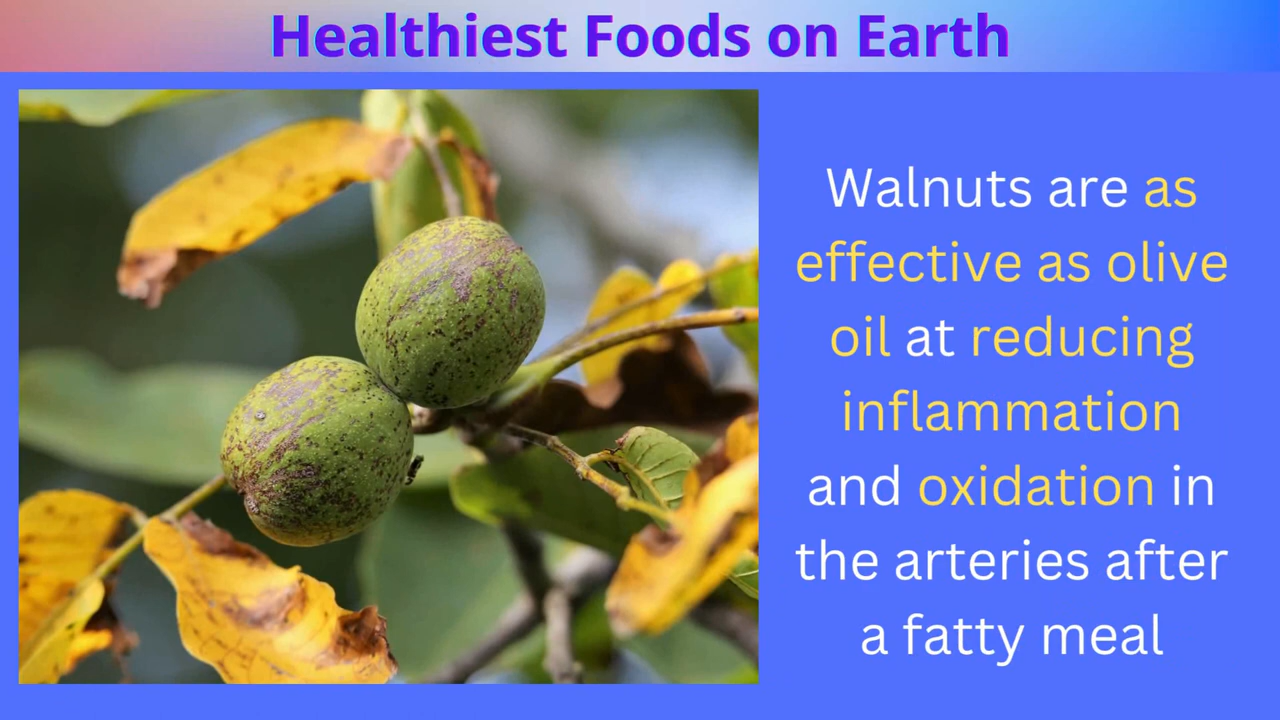 Healthiest Foods on Earth
Walnuts are as
effective as olive
oil at reducing
inflammation
and oxidation in
the arteries after
a fatty meal